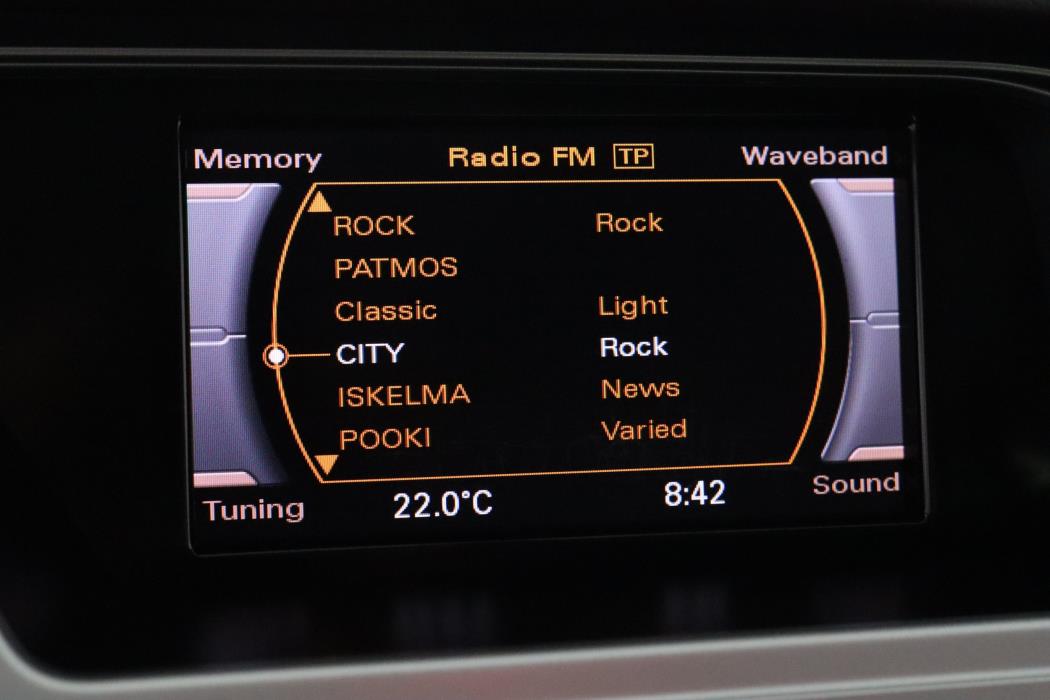 Memory Radio FM TP Waveband
ROCK Rock
PATMOS
Classic Light
CITY Rock
ISKELMA News
POOKI Varied
Tuning 22.0°C 8:42 Sound